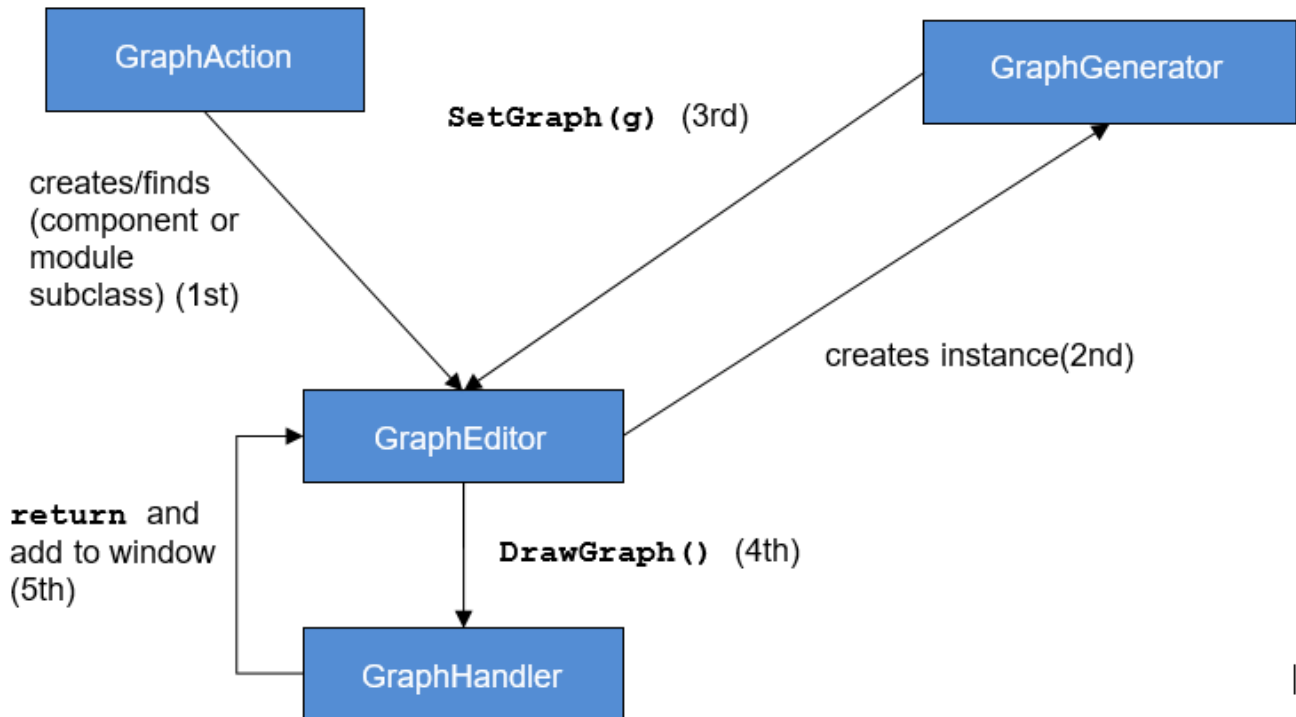 GraphAction
GraphGenerator
SetGraph(g) (3rd)
creates/finds
(component or
module
subclass) (1st)
creates instance(2nd)
GraphEditor
return and
add to window
(5th)
DrawGraph() (4th)
GraphHandler